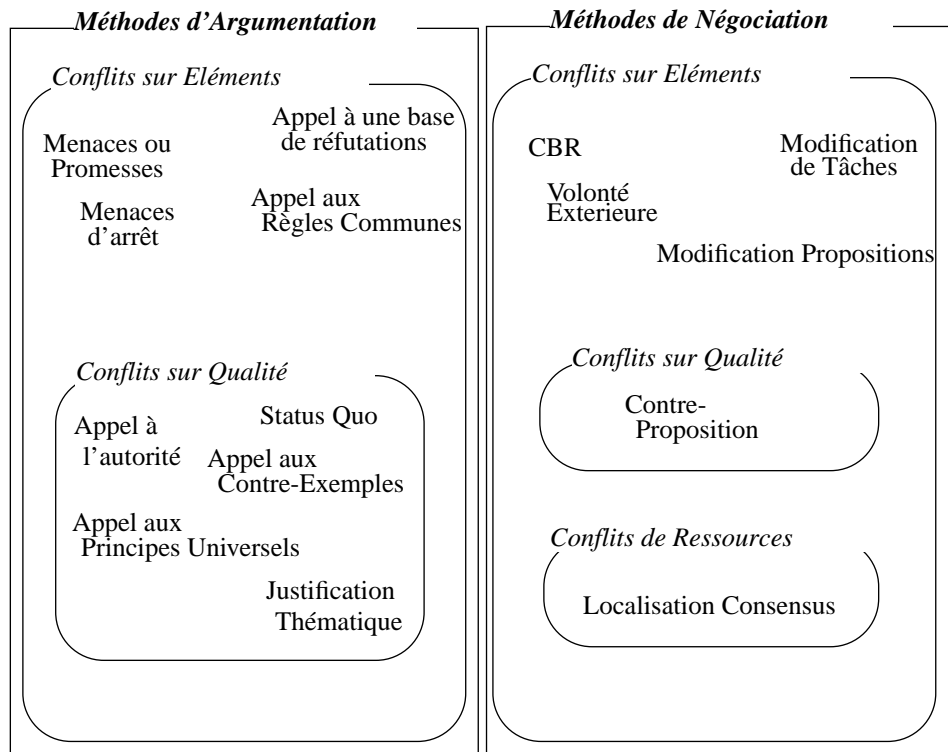 Méthodes d'Argumentation
Conflits sur Eléments
Appel à une base
de réfutations
Menaces ou
Promesses
Appel aux
Règles Communes
Menaces
d'arrêt
Conflits sur Qualité
Status Quo
Appel à
l'autorité
Appel aux
Contre-Exemples
Appel aux
Principes Universels
Justification
Thématique
Méthodes de Négociation
Conflits sur Eléments
CBR
Modification
de Tâches
Volonté
Exterieure
Modification Propositions
Conflits sur Qualité
Contre-
Proposition
Conflits de Ressources
Localisation Consensus